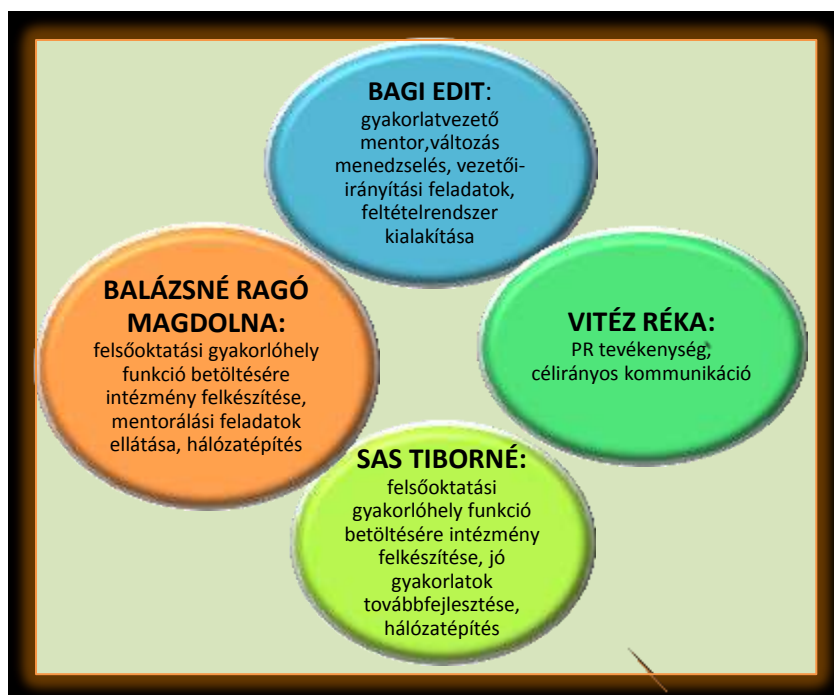 BAGI EDIT:
gyakorlatvezető
mentor,változás
menedzselés, vezetői-
irányítási feladatok,
feltételrendszer
kialakítása
BALÁZSNÉ RAGÓ
MAGDOLNA:
felsőoktatási gyakorlóhely
funkció betöltésére
intézmény felkészítése,
mentorálási feladatok
ellátása, hálózatépítés
VITÉZ RÉKA:
PR tevékenység,
célirányos kommunikáció
SAS TIBORNÉ:
felsőoktatási
gyakorlóhely funkció
betöltésére intézmény
felkészítése, jó
gyakorlatok
továbbfejlesztése,
hálózatépítés